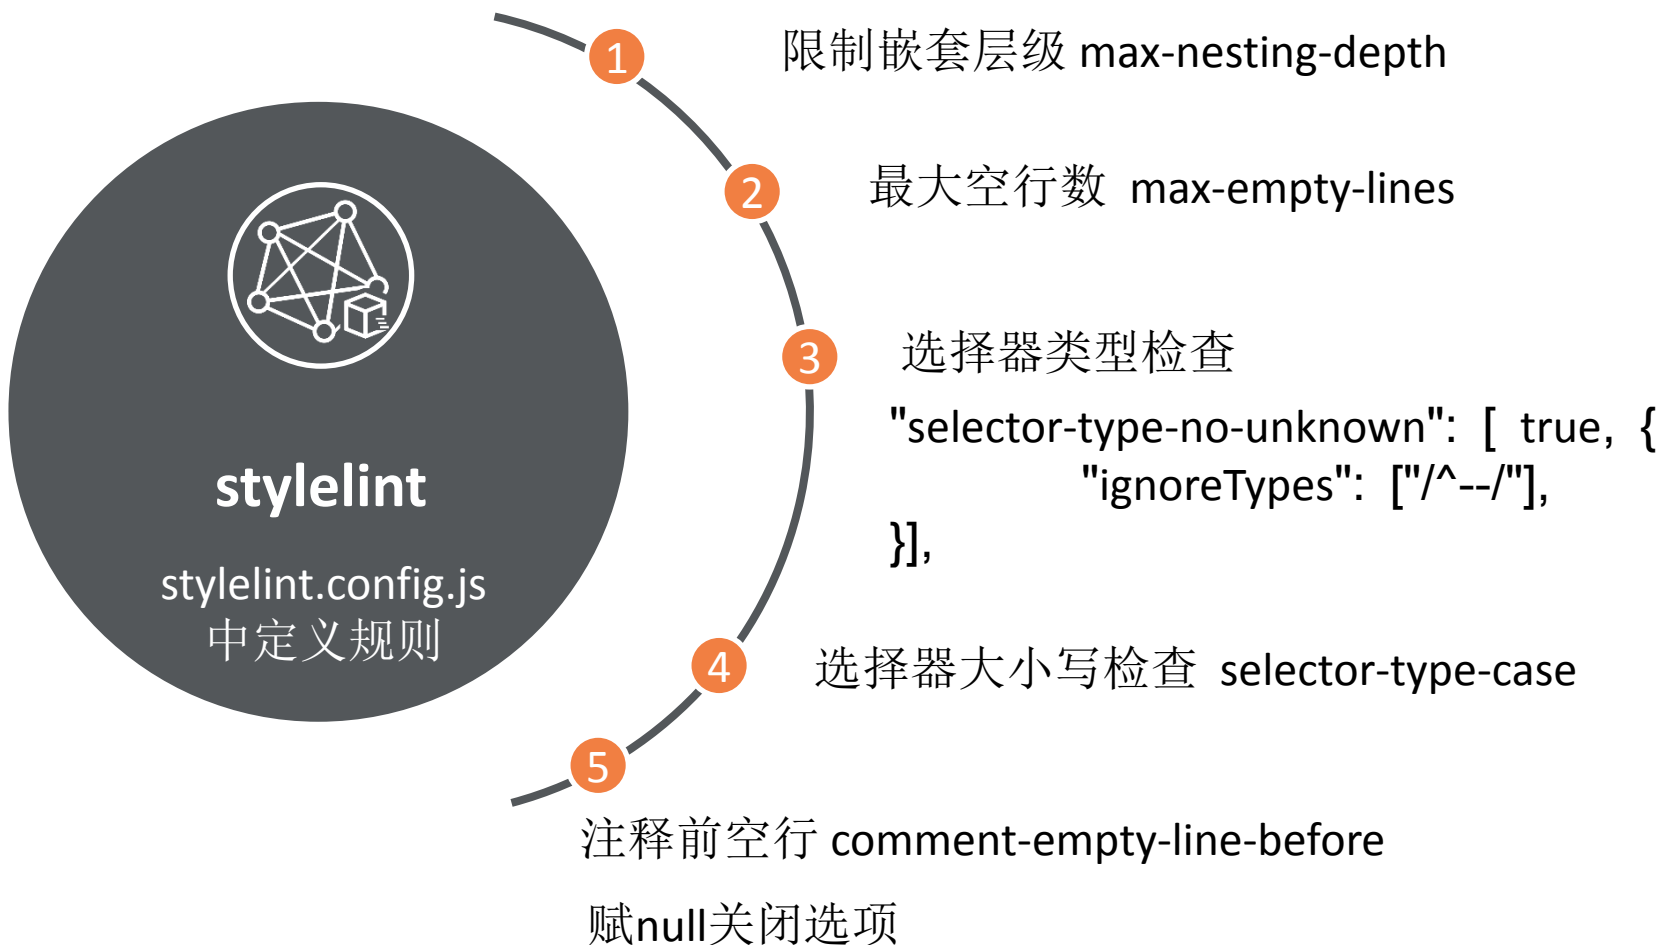 1
限制嵌套层级 max-nesting-depth
2
最大空行数 max-empty-lines
3
选择器类型检查
"selector-type-no-unknown": [ true, {
"ignoreTypes": ["/^--/"],
}],
stylelint
stylelint.config.js
中定义规则
4
选择器大小写检查 selector-type-case
5
注释前空行 comment-empty-line-before
赋null关闭选项